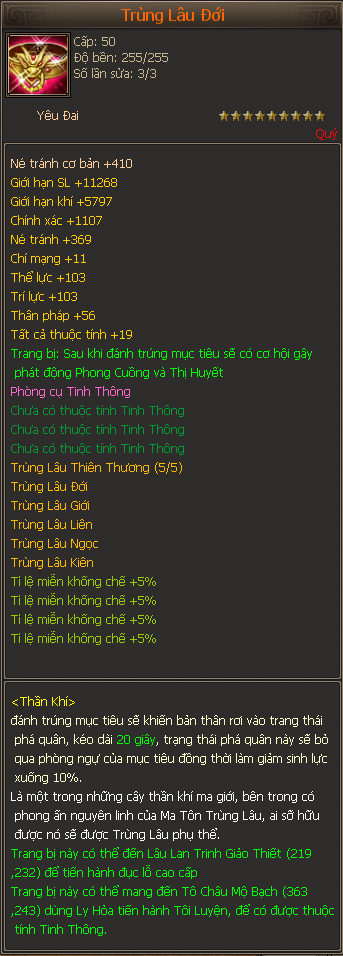 Trùng Lâu Đới
Cấp: 50
Độ bền: 255/255
Số lần sửa: 3/3
Yêu Đai
Quý
Né tránh cơ bản +410
Giới hạn SL +11268
Giới hạn khí +5797
Chính xác +1107
Né tránh +369
Chí mạng +11
Thể lực +103
Trí lực +103
Thân pháp +56
Tất cả thuộc tính +19
Trang bị: Sau khi đánh trúng mục tiêu sẽ có cơ hội gây
phát động Phong Cuồng và Thị Huyết
Phòng cụ Tinh Thông
Chưa có thuộc tính Tinh Thông
Chưa có thuộc tính Tinh Thông
Chưa có thuộc tính Tinh Thông
Trùng Lâu Thiên Thương (5/5)
Trùng Lâu Đới
Trùng Lâu Giới
Trùng Lâu Liên
Trùng Lâu Ngọc
Trùng Lâu Kiên
Tỉ lệ miễn khống chế +5%
Tỉ lệ miễn khống chế +5%
Tỉ lệ miễn khống chế +5%
Tỉ lệ miễn khống chế +5%
<Thần Khí>
đánh trúng mục tiêu sẽ khiến bản thân rơi vào trang thái
phá quân, kéo dài 20 giây, trạng thái phá quân này sẽ bỏ
qua phòng ngự của mục tiêu đồng thời làm giảm sinh lực
xuống 10%.
Là một trong những cây thần khí ma giới, bên trong có
phong ấn nguyên linh của Ma Tôn Trùng Lâu, ai sở hữu
được nó sẽ được Trùng Lâu phụ thể.
Trang bị này có thể đến Lâu Lan Trinh Giảo Thiết (219
,232) để tiến hành đục lỗ cao cấp
Trang bị này có thể mang đến Tô Châu Mộ Bạch (363
,243) dùng Ly Hỏa tiến hành Tôi Luyện, để có được thuộc
tính Tinh Thông.